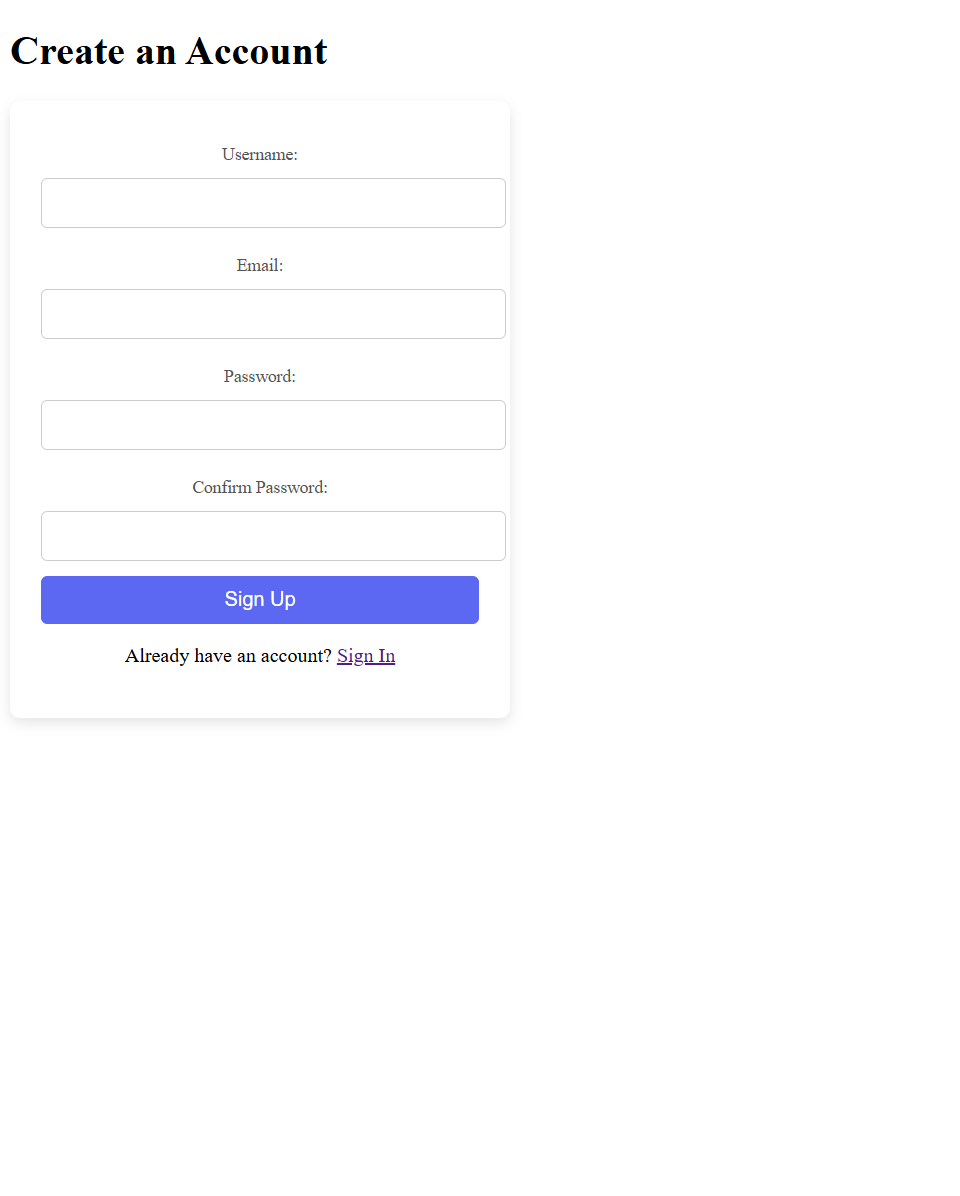 Create an Account
Username:
Email:
Password:
Confirm Password:
Sign Up
Already have an account? Sign In